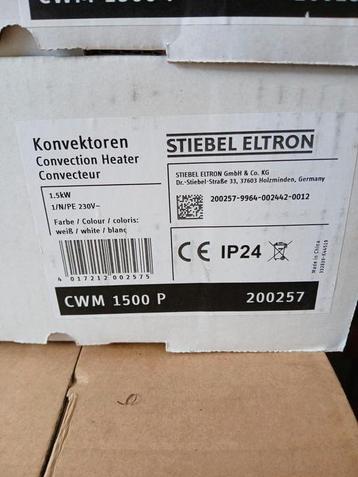 CWM 1500 P
Konvektoren
Convection Heater
Convecteur
STIEBEL ELTRON
STIEBEL ELTRON GmbH & Co. KG
Dr.-Stiebel-Straße 33, 37603 Holzminden, Germany
1.5kW
1/N/PE 230V~
200257-9964-002442-0012
Farbe / Colour / coloris:
weiß / white / blanc
4 017212 002575
CE IP24
Made in China
CWM 1500 P 200257